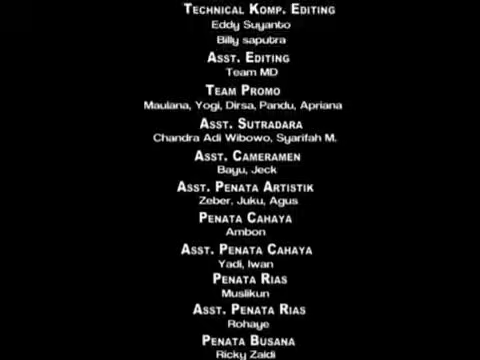 Technical Komp. Editing
Eddy Suyanto
Billy saputra
Asst. Editing
Team MD
Team Promo
Maulana, Yogi, Dirsa, Pandu, Apriana
Asst. Sutradara
Chandra Adi Wibowo, Syarifah M.
Asst. Cameramen
Bayu, Jeck
Asst. Penata Artistik
Zeber, Juku, Agus
Penata Cahaya
Ambon
Asst. Penata Cahaya
Yadi, Iwan
Penata Rias
Muslikun
Asst. Penata Rias
Rohaye
Penata Busana
Ricky Zaldi